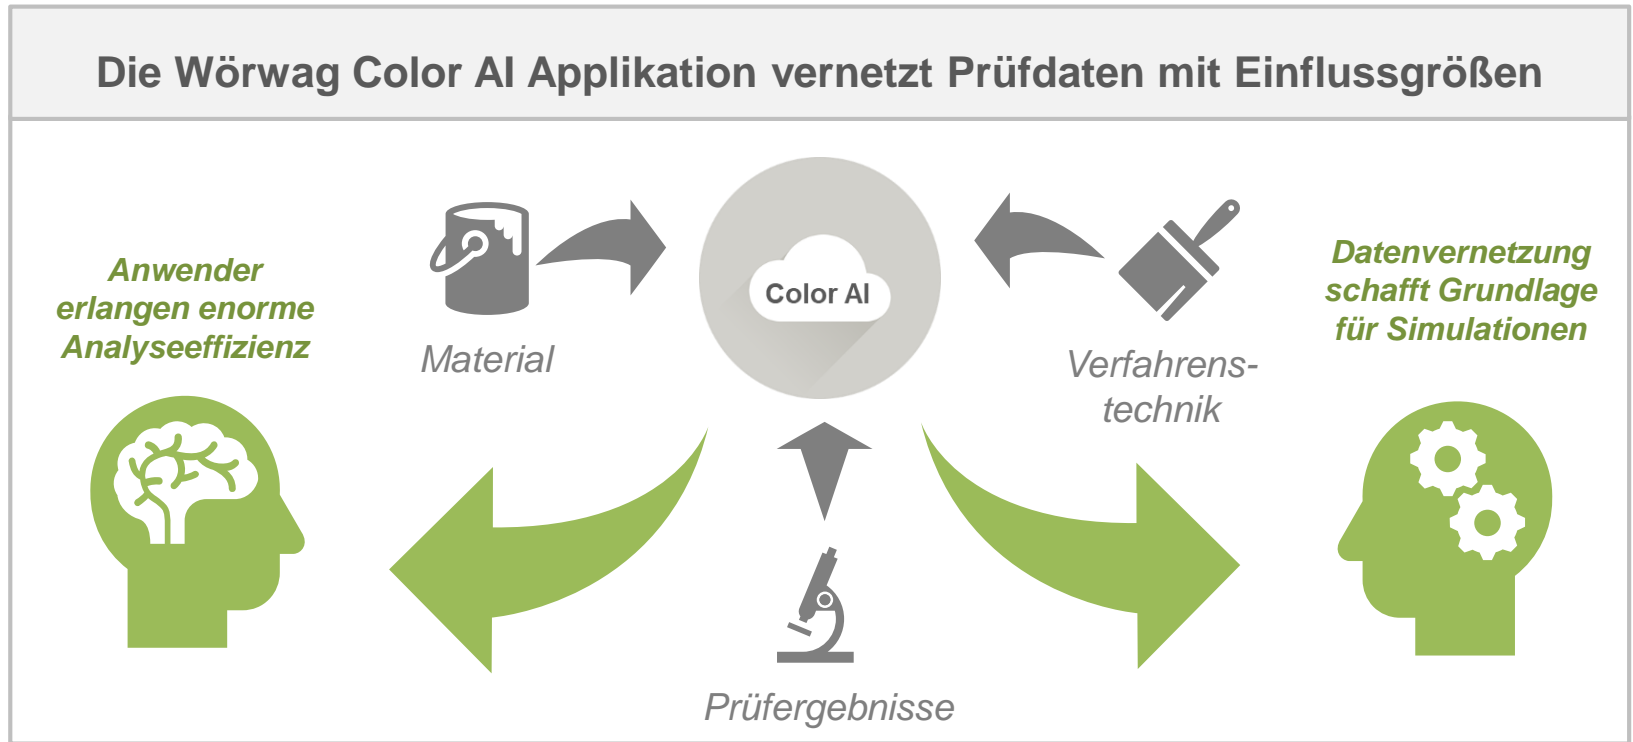 Die Wörwag Color AI Applikation vernetzt Prüfdaten mit Einflussgrößen
Anwender
erlangen enorme
Analyseeffizienz
Material
Color AI
Verfahrens-
technik
Datenvernetzung
schafft Grundlage
für Simulationen
Prüfergebnisse